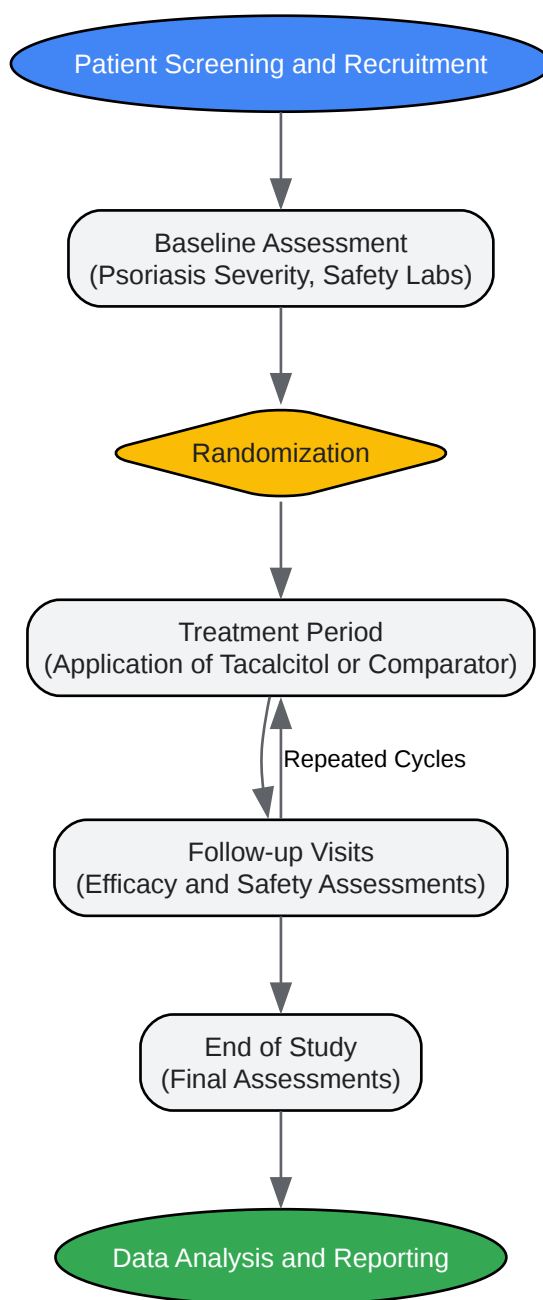 Patient Screening and Recruitment
Baseline Assessment
(Psoriasis Severity, Safety Labs)
Randomization
Treatment Period
(Application of Tacalcitol or Comparator)
Repeated Cycles
Follow-up Visits
(Efficacy and Safety Assessments)
End of Study
(Final Assessments)
Data Analysis and Reporting